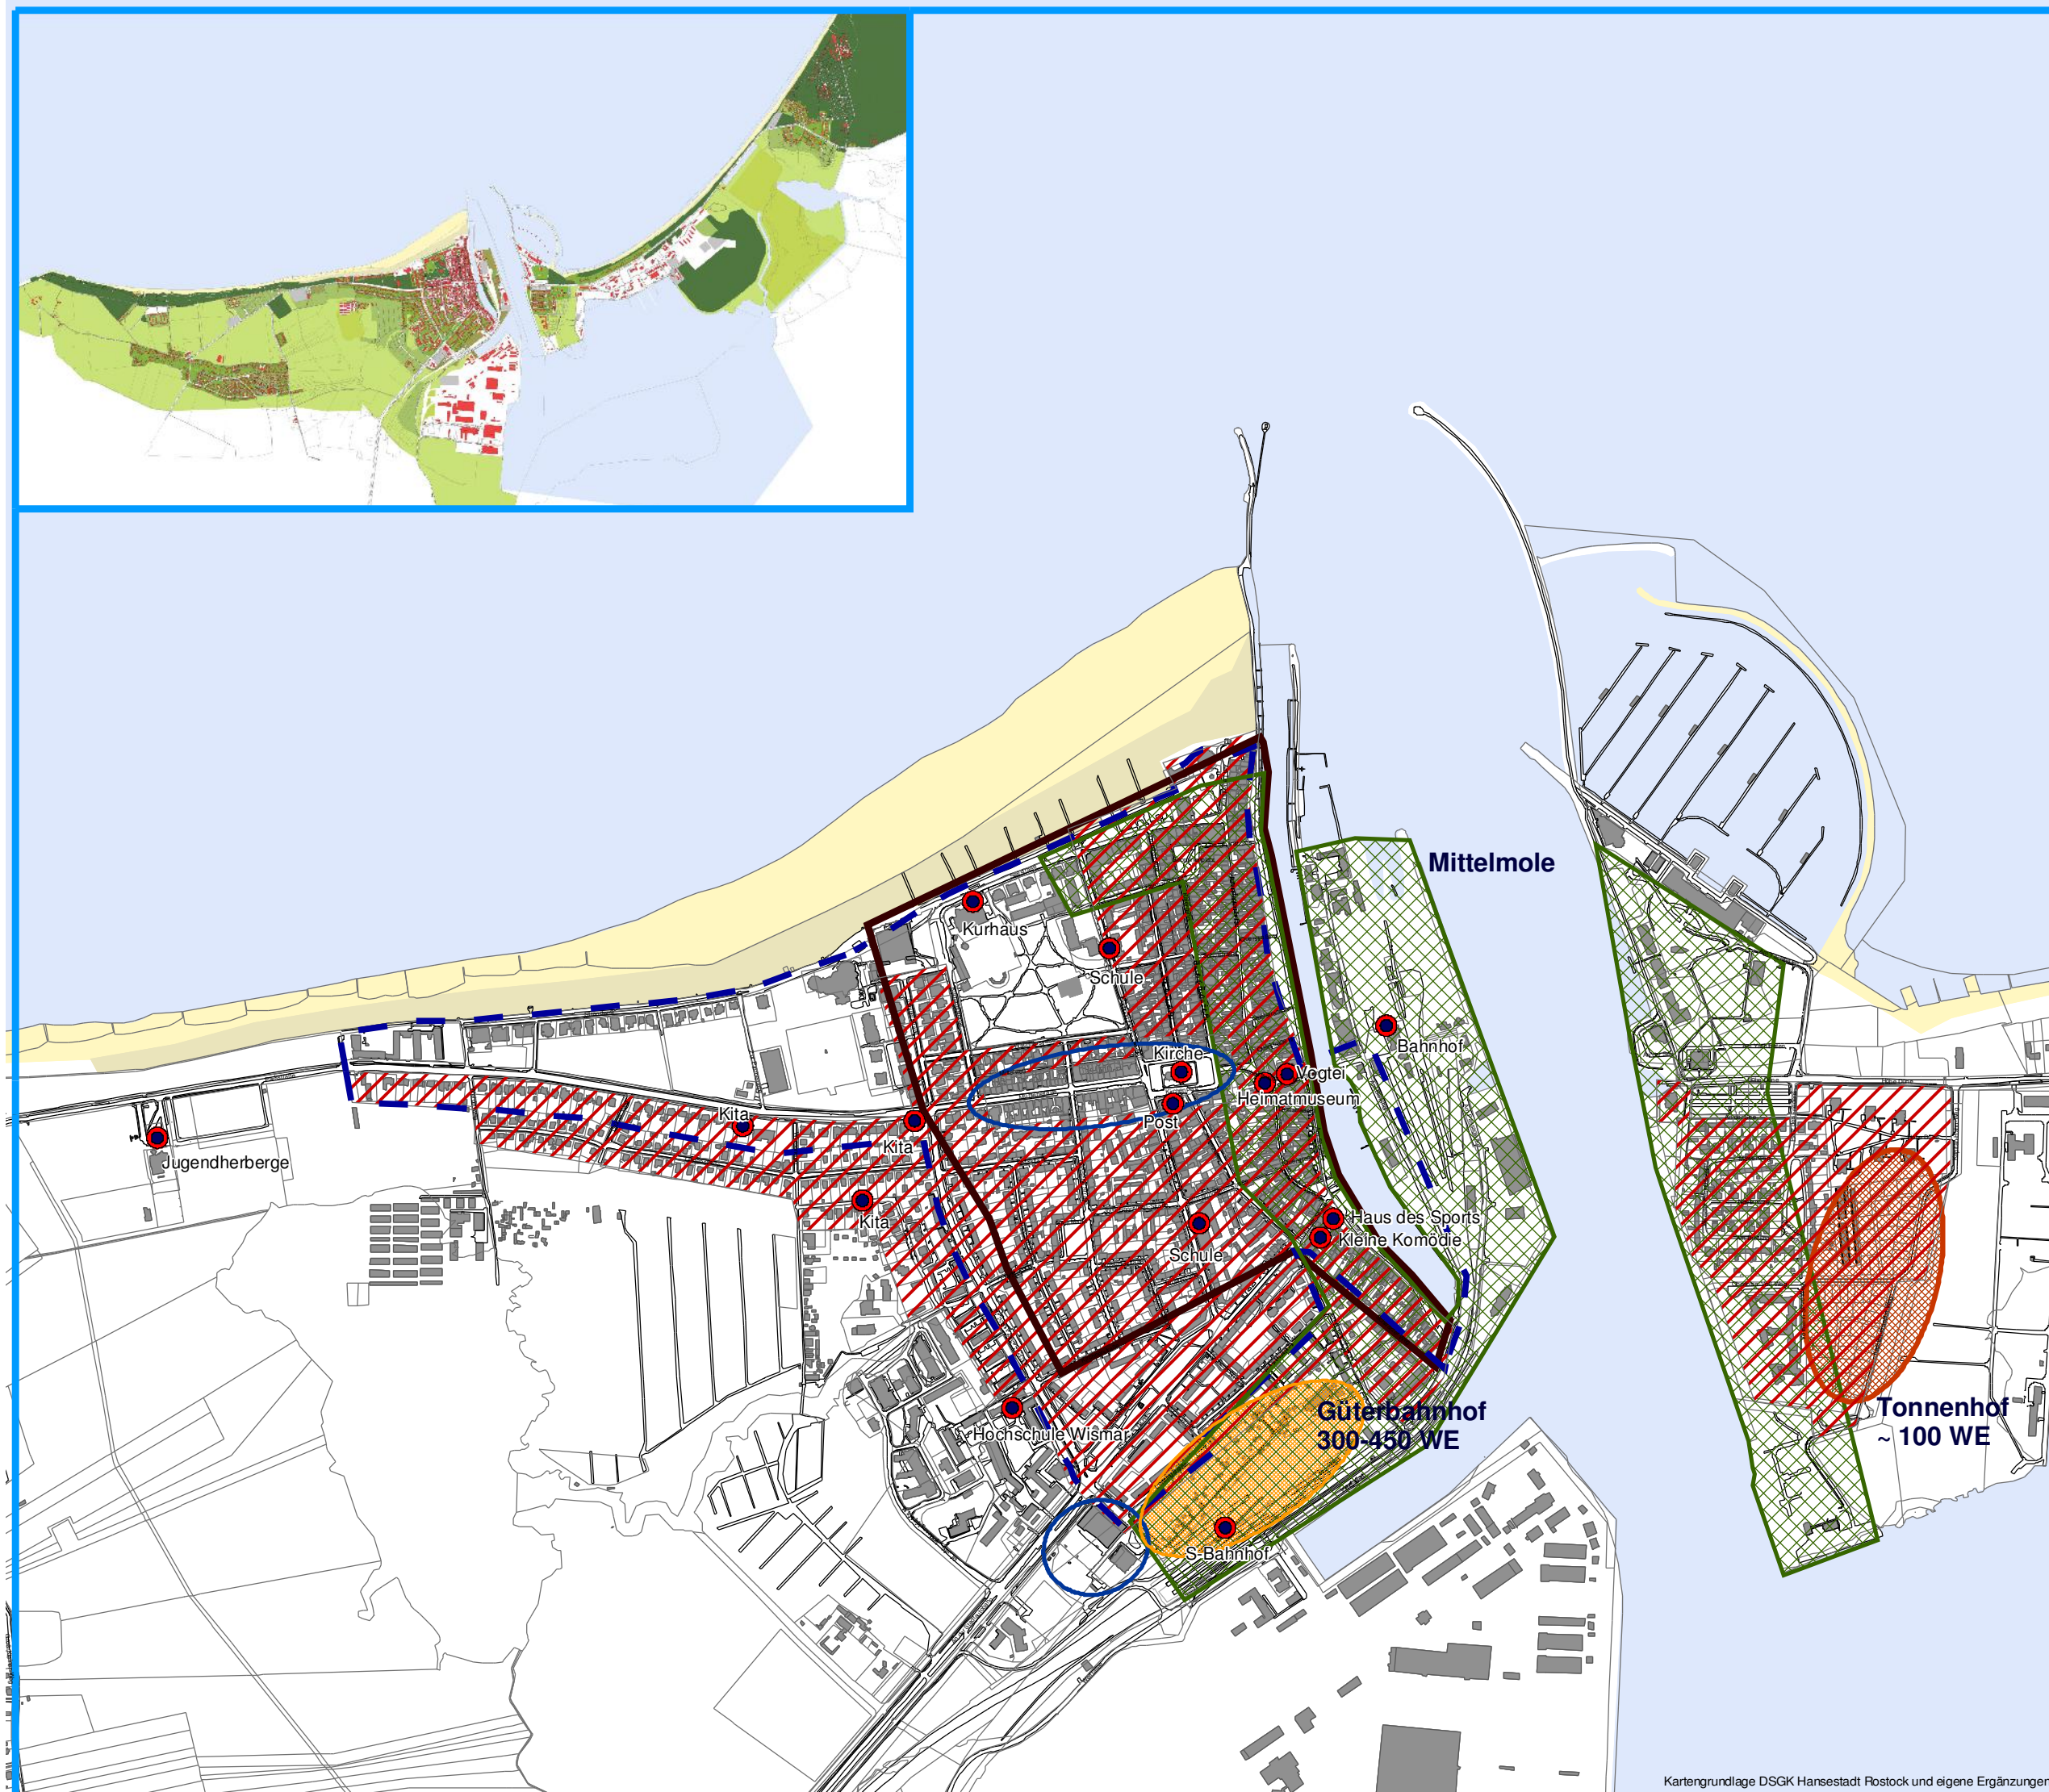 Mittelmole
Kurhaus
Schule
Bahnhof
Kirche
Vogtei
Heimatmuseum
Kita
Post
Kita
Jugendherberge
Kita
Haus des Sports
Kleine Komödie
Schule
Güterbahnhof
300-450 WE
Tonnenhof
~ 100 WE
Hochschule Wismar
S-Bahnhof
Kartengrundlage DSGK Hansestadt Rostock und eigene Ergänzungen